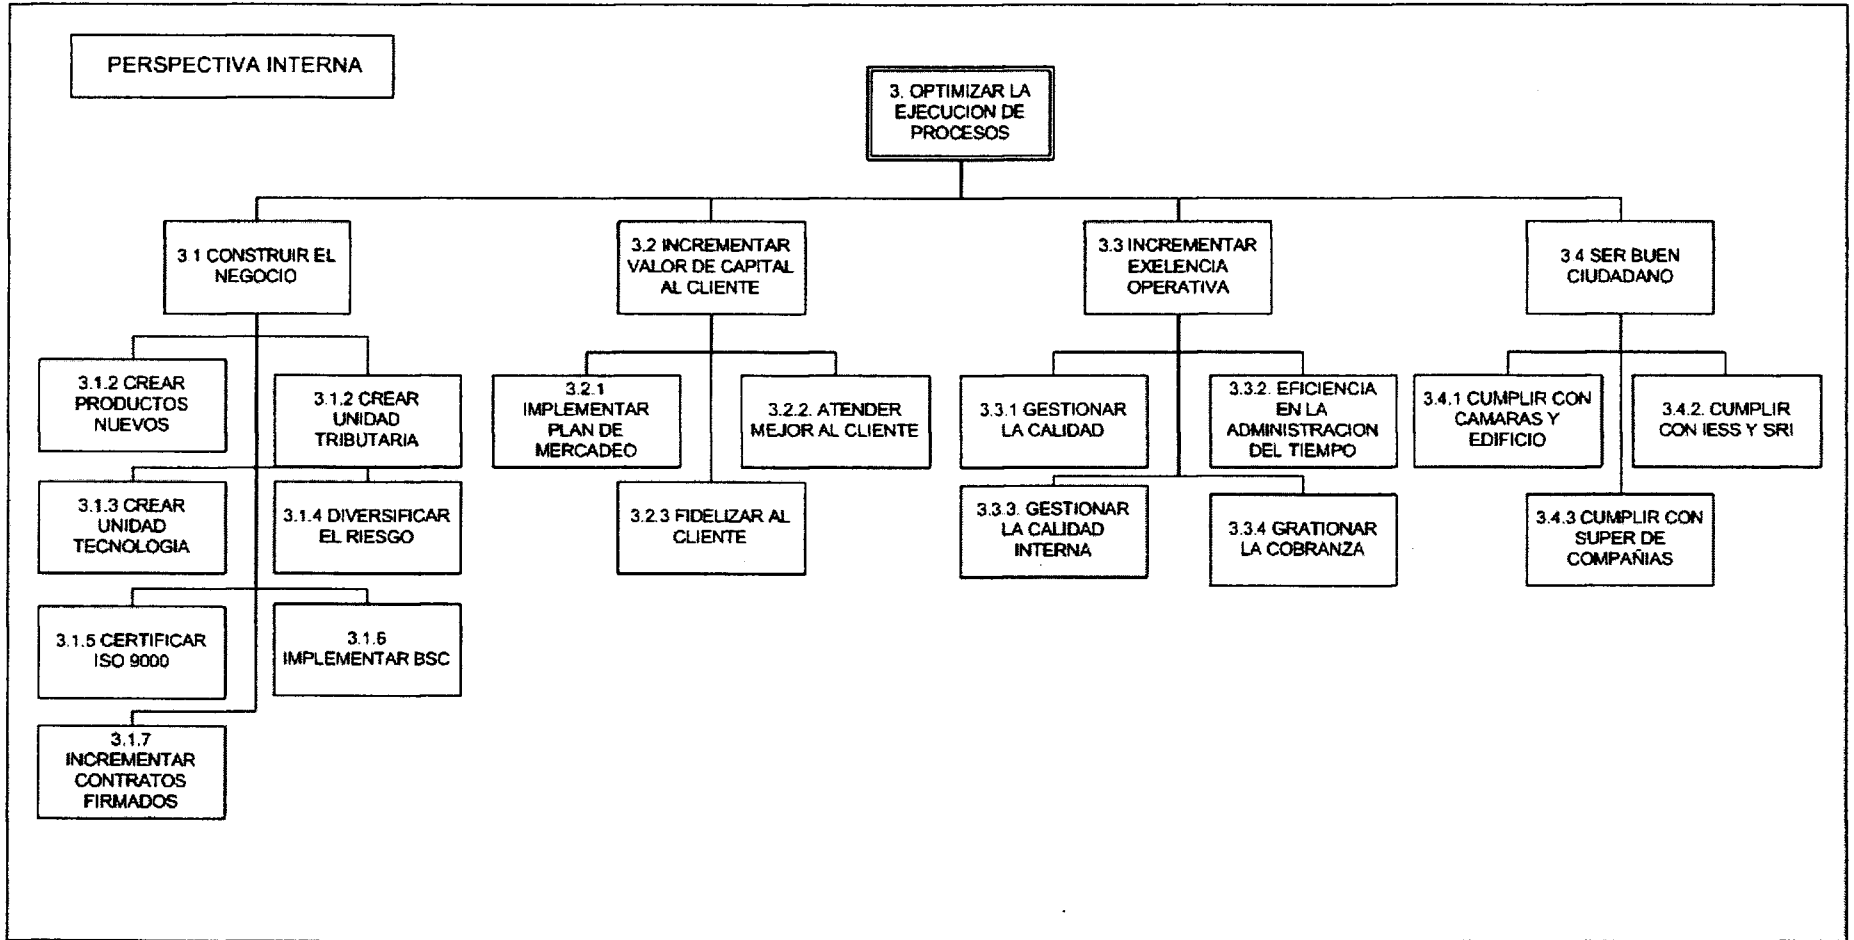 PERSPECTIVA INTERNA
3. OPTIMIZAR LA
EJECUCION DE
PROCESOS
3.1 CONSTRUIR EL
NEGOCIO
3.2 INCREMENTAR
VALOR DE CAPITAL
AL CLIENTE
3.3 INCREMENTAR
EXELENCIA
OPERATIVA
3.4 SER BUEN
CIUDADANO
3.1.2 CREAR
PRODUCTOS
NUEVOS
3.1.2 CREAR
UNIDAD
TRIBUTARIA
3.1.3 CREAR
UNIDAD
TECNOLOGIA
3.1.4 DIVERSIFICAR
EL RIESGO
3.1.5 CERTIFICAR
ISO 9000
3.1.6
IMPLEMENTAR BSC
3.1.7
INCREMENTAR
CONTRATOS
FIRMADOS
3.2.1
IMPLEMENTAR
PLAN DE
MERCADEO
3.2.2. ATENDER
MEJOR AL CLIENTE
3.2.3 FIDELIZAR AL
CLIENTE
3.3.1 GESTIONAR
LA CALIDAD
3.3.2. EFICIENCIA
EN LA
ADMINISTRACION
DEL TIEMPO
3.3.3. GESTIONAR
LA CALIDAD
INTERNA
3.3.4 GRATIONAR
LA COBRANZA
3.4.1 CUMPLIR CON
CAMARAS Y
EDIFICIO
3.4.2. CUMPLIR
CON IESS Y SRI
3.4.3 CUMPLIR CON
SUPER DE
COMPAÑIAS